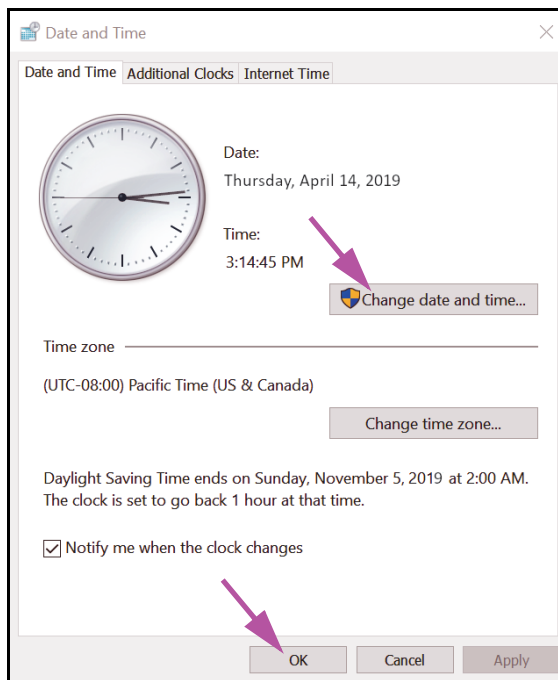 Date and Time
Date and Time Additional Clocks Internet Time
Date:
Thursday, April 14, 2019
Time:
3:14:45 PM
Change date and time...
Time zone
(UTC-08:00) Pacific Time (US & Canada)
Change time zone...
Daylight Saving Time ends on Sunday, November 5, 2019 at 2:00 AM.
The clock is set to go back 1 hour at that time.
Notify me when the clock changes
OK Cancel Apply